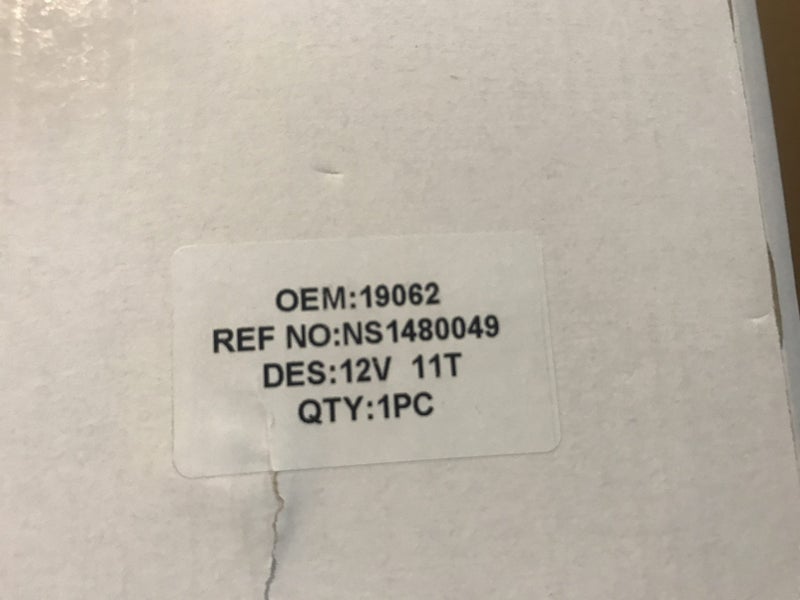 OEM:19062
REF NO:NS1480049
DES:12V 11T
QTY:1PC